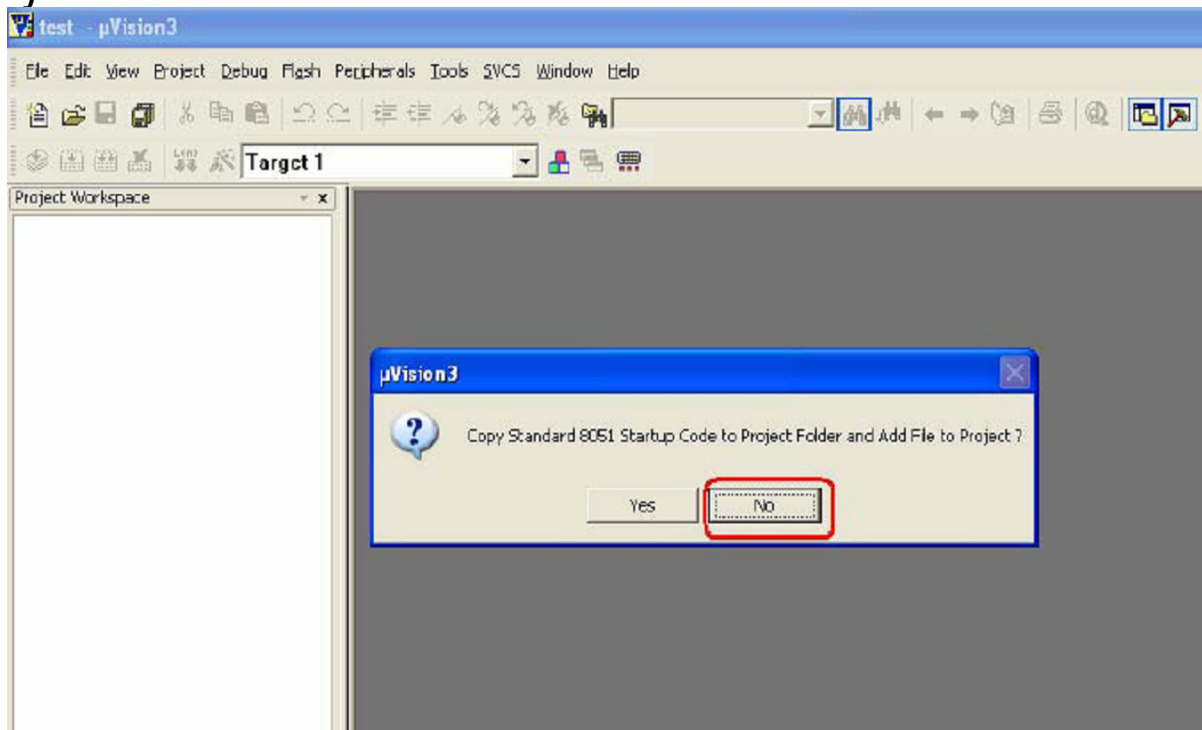 test - µVision3
File Edit View Project Debug Flash Peripherals Tools SVCS Window Help
Target 1
Project Workspace
µVision3
Copy Standard 8051 Startup Code to Project Folder and Add File to Project ?
Yes No